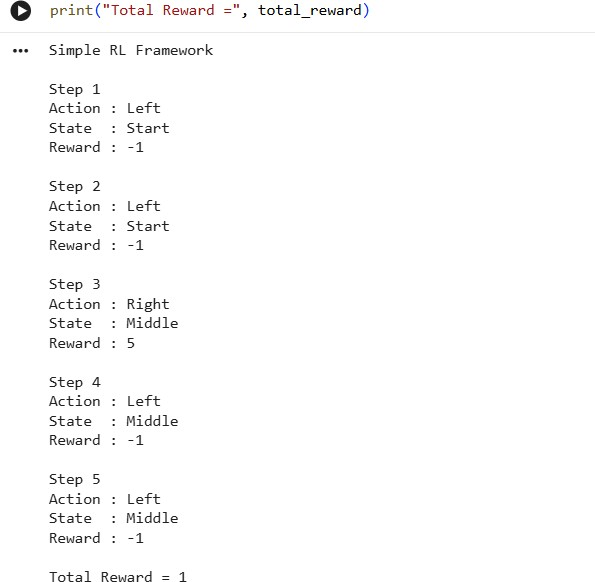 print("Total Reward =", total_reward)
Simple RL Framework
Step 1
Action : Left
State  : Start
Reward : -1
Step 2
Action : Left
State  : Start
Reward : -1
Step 3
Action : Right
State  : Middle
Reward : 5
Step 4
Action : Left
State  : Middle
Reward : -1
Step 5
Action : Left
State  : Middle
Reward : -1
Total Reward = 1